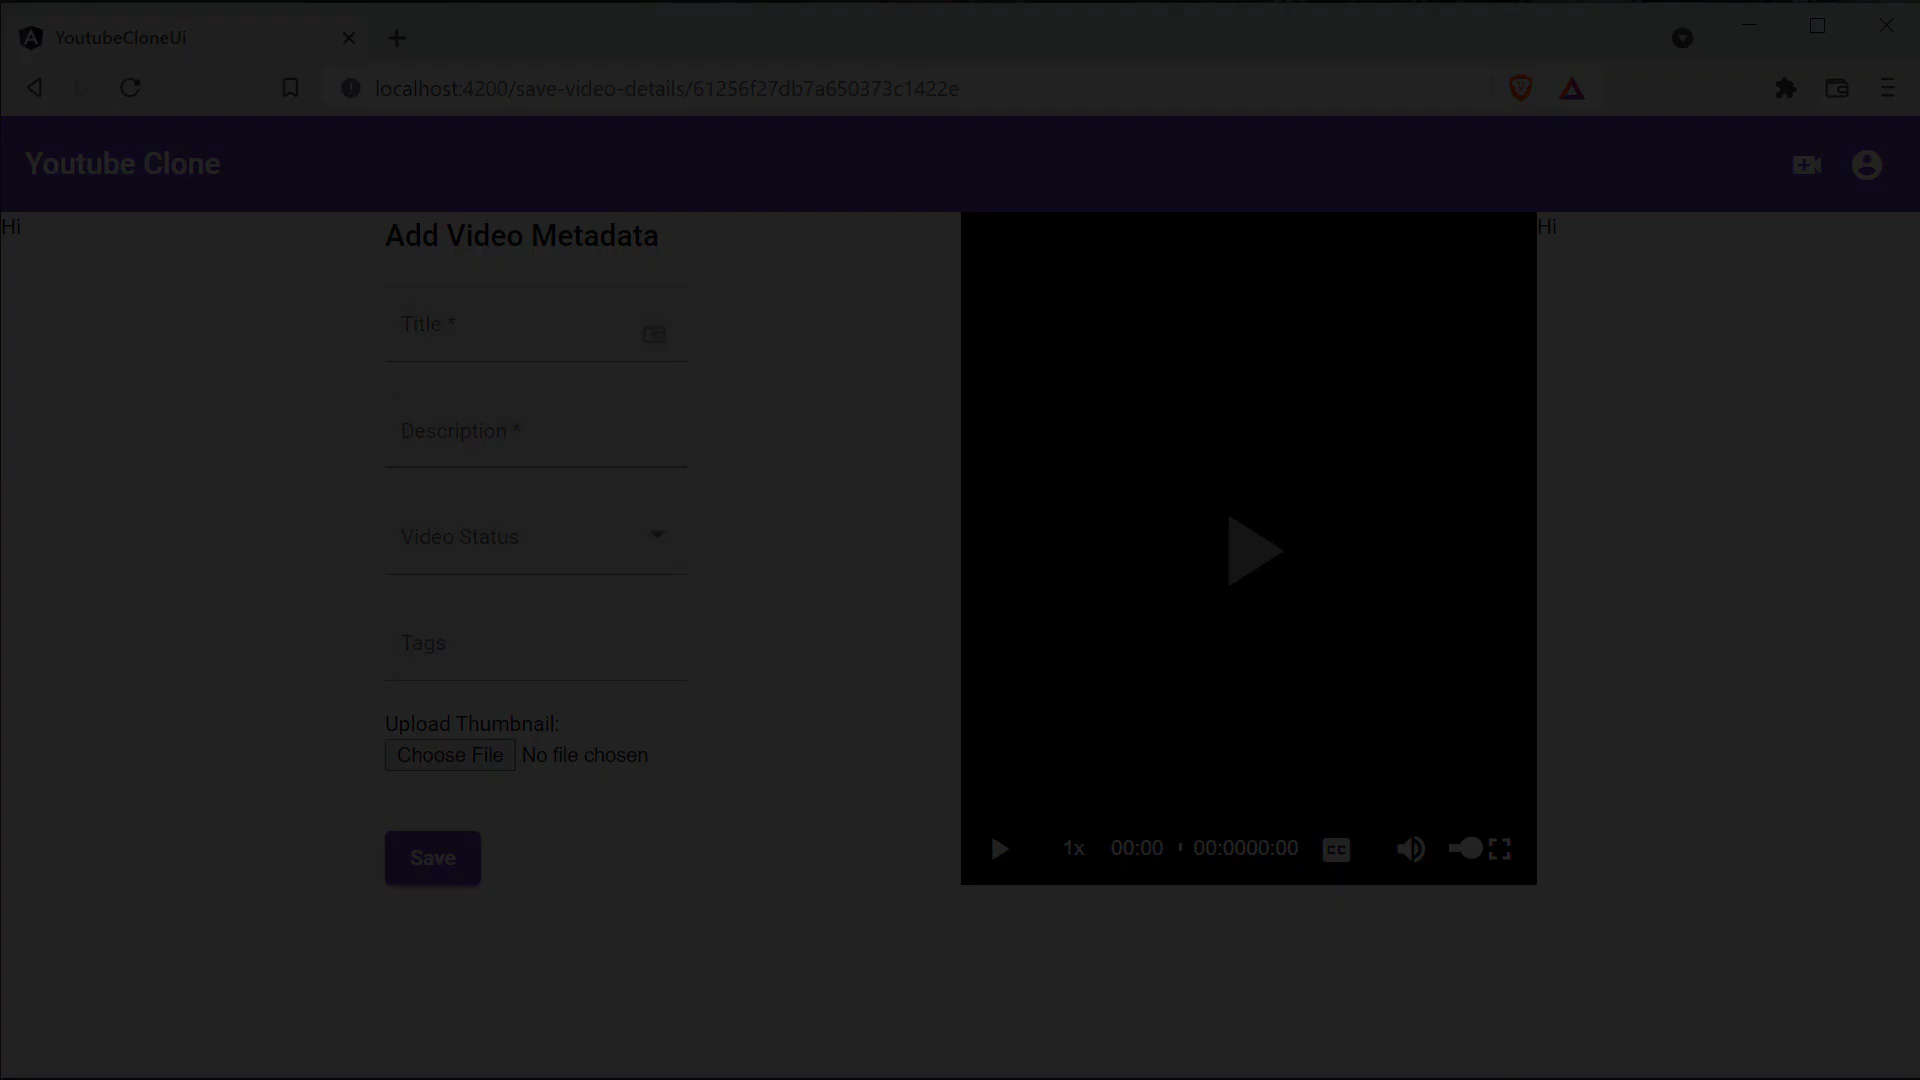 YoutubeCloneUi
localhost:4200/save-video-details/61256f27db7a650373c1422e
Youtube Clone
Hi
Add Video Metadata
Hi
Title *
Description *
Video Status
Tags
Upload Thumbnail:
Choose File No file chosen
Save
1x 00:00 00:0000:00 CC